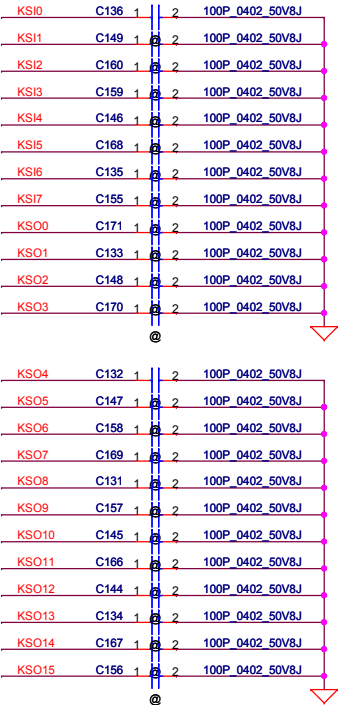 KSI0 C136 1 2 100P_0402_50V8J
KSI1 C149 1 @ 2 100P_0402_50V8J
KSI2 C160 1 @ 2 100P_0402_50V8J
KSI3 C159 1 @ 2 100P_0402_50V8J
KSI4 C146 1 @ 2 100P_0402_50V8J
KSI5 C168 1 @ 2 100P_0402_50V8J
KSI6 C135 1 @ 2 100P_0402_50V8J
KSI7 C155 1 @ 2 100P_0402_50V8J
KSO0 C171 1 @ 2 100P_0402_50V8J
KSO1 C133 1 @ 2 100P_0402_50V8J
KSO2 C148 1 @ 2 100P_0402_50V8J
KSO3 C170 1 @ 2 100P_0402_50V8J
@
KSO4 C132 1 2 100P_0402_50V8J
KSO5 C147 1 @ 2 100P_0402_50V8J
KSO6 C158 1 @ 2 100P_0402_50V8J
KSO7 C169 1 @ 2 100P_0402_50V8J
KSO8 C131 1 @ 2 100P_0402_50V8J
KSO9 C157 1 @ 2 100P_0402_50V8J
KSO10 C145 1 @ 2 100P_0402_50V8J
KSO11 C166 1 @ 2 100P_0402_50V8J
KSO12 C144 1 @ 2 100P_0402_50V8J
KSO13 C134 1 @ 2 100P_0402_50V8J
KSO14 C167 1 @ 2 100P_0402_50V8J
KSO15 C156 1 @ 2 100P_0402_50V8J
@